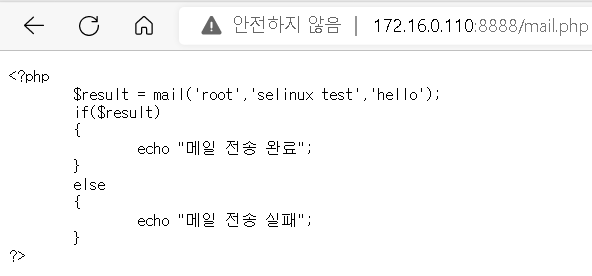 안전하지 않음 | 172.16.0.110:8888/mail.php
<?php
$result = mail('root','selinux test','hello');
if($result)
{
echo "메일 전송 완료";
}
else
{
echo "메일 전송 실패";
}
?>